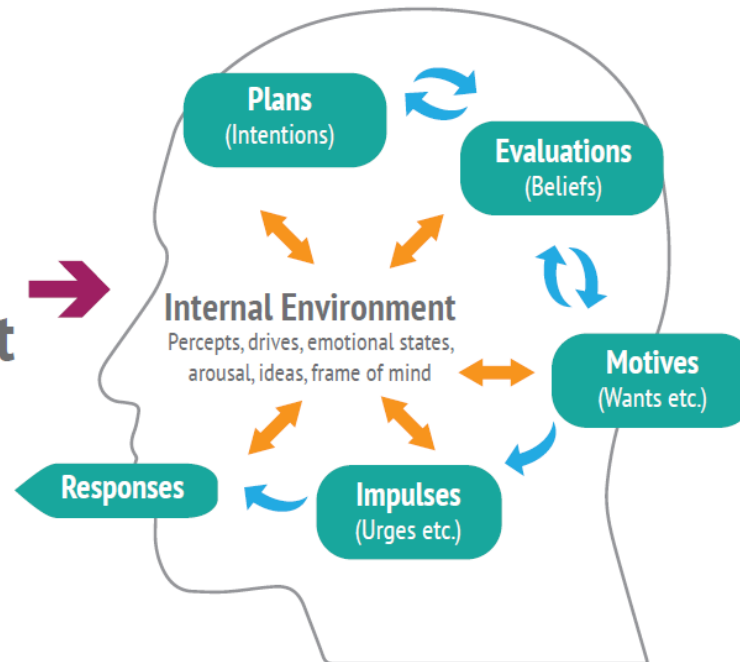 Plans
(Intentions)
Evaluations
(Beliefs)
Internal Environment
Percepts, drives, emotional states,
arousal, ideas, frame of mind
Motives
(Wants etc.)
Responses
Impulses
(Urges etc.)